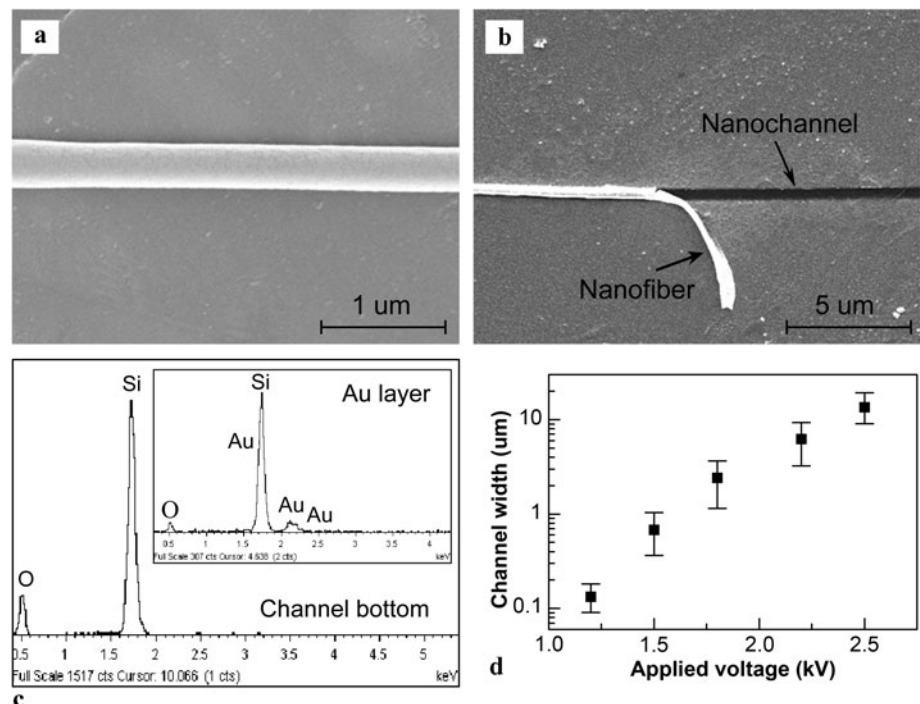 a
1 um
b
Nanochannel
Nanofiber
5 um
Si
O
Channel bottom
0.5 1 1.5 2 2.5 3 3.5 4 4.5 5
Full Scale 1517 cts Cursor: 10.066 (1 cts) keV
Au layer
Si
Au
O
Au
Au
0.5 1 1.5 2 2.5 3 3.5 4
Full Scale 307 cts Cursor: 4.638 (2 cts) keV
c
Channel width (um)
10
1
0.1
1.0 1.5 2.0 2.5
Applied voltage (kV)
d